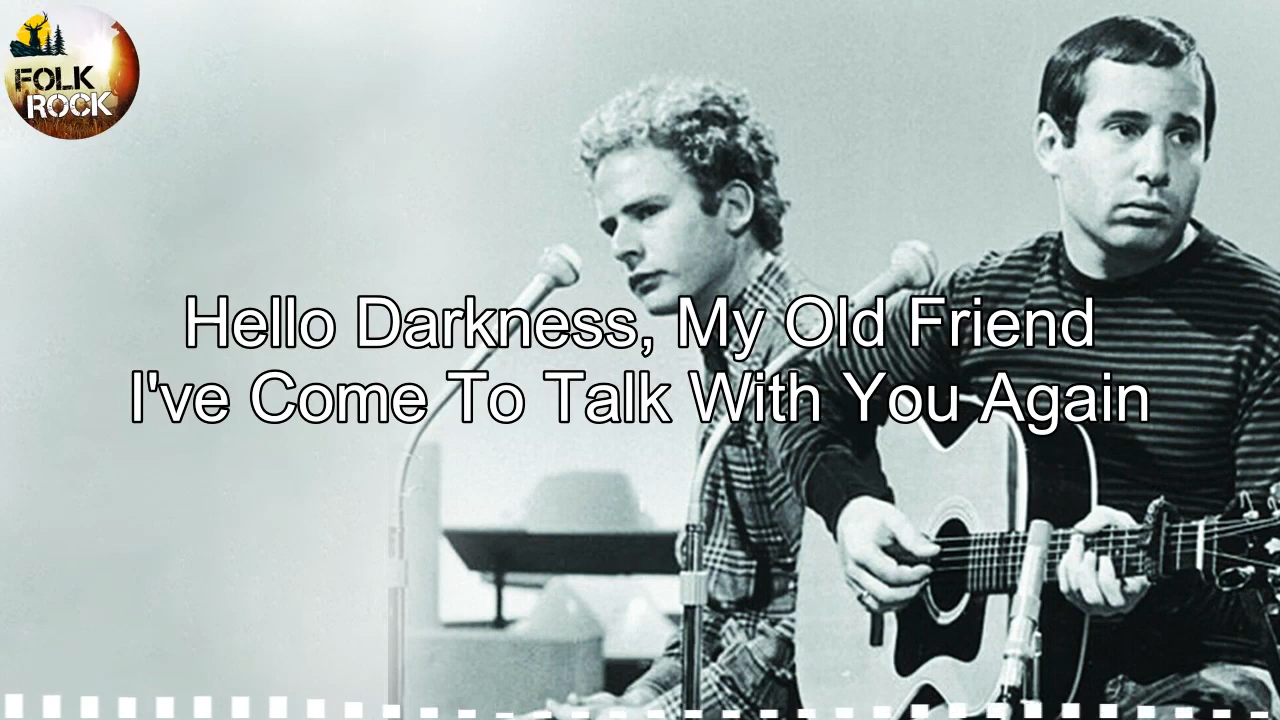 FOLK
ROCK
Hello Darkness, My Old Friend
I've Come To Talk With You Again